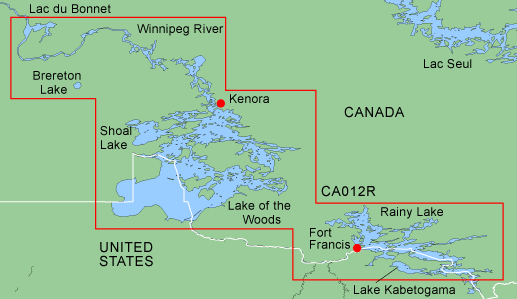 Lac du Bonnet
Winnipeg River
Lac Seul
Brereton
Lake
Kenora
CANADA
Shoal
Lake
CA012R
Lake of the
Woods
Rainy Lake
Fort
Francis
UNITED
STATES
Lake Kabetogama